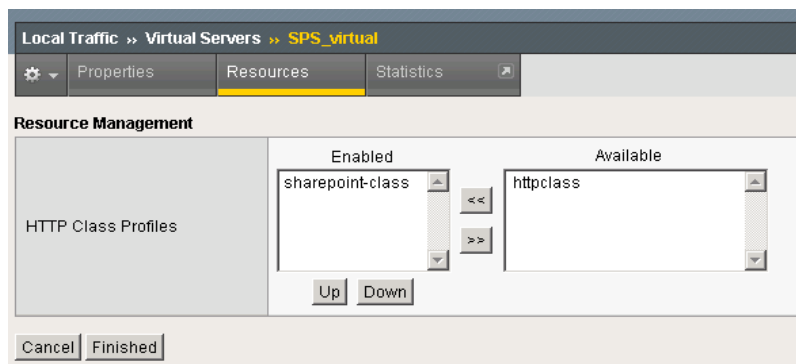 Local Traffic » Virtual Servers » SPS_virtual
Properties Resources Statistics
Resource Management
Enabled Available
sharepoint-class httpclass
<<
HTTP Class Profiles
>>
Up Down
Cancel Finished